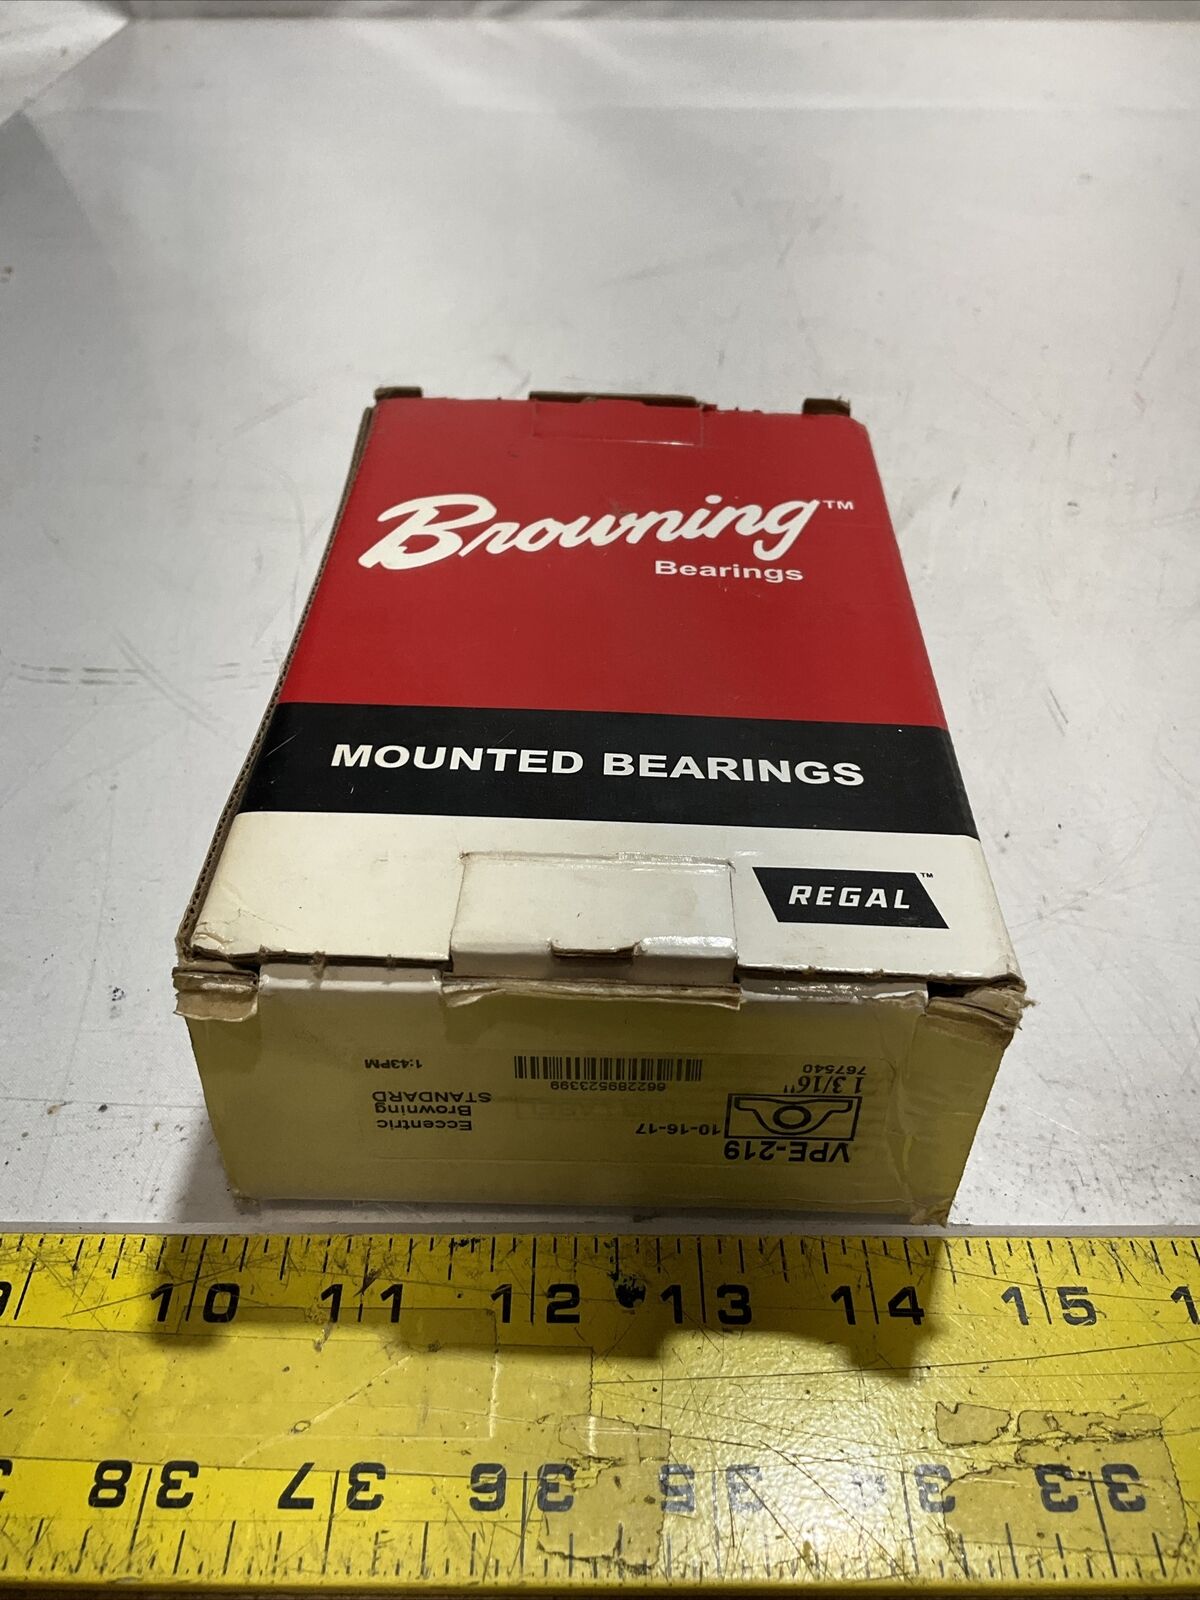 Browning™
Bearings
MOUNTED BEARINGS
REGAL™
VPE-219
10-16-17
1 3/16"
767540
Eccentric
Browning
STANDARD
662289523399
1:43PM
10 11 12 13 14 15
38 37 36 35 34 33